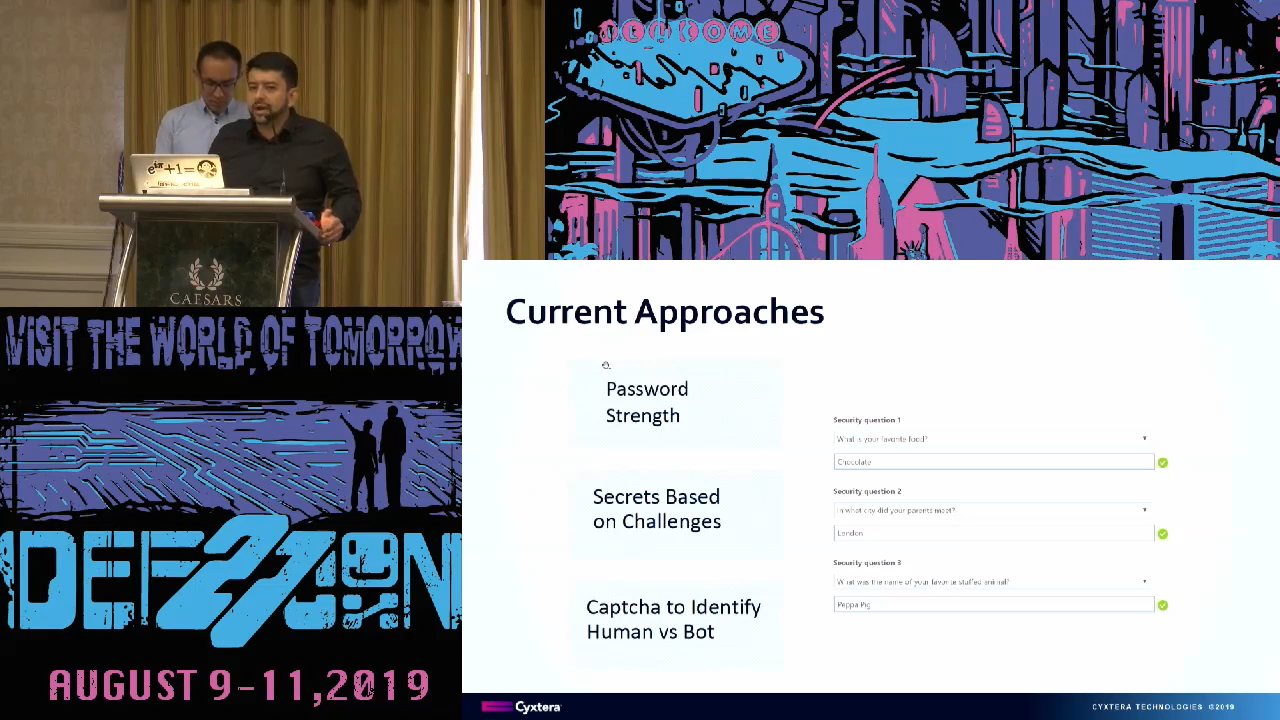 WELCOME
CAESARS
VISIT THE WORLD OF TOMORROW
DEFCON
AUGUST 9-11,2019
Current Approaches
Password
Strength
Secrets Based
on Challenges
Captcha to Identify
Human vs Bot
Security question 1
What is your favorite food?
Chocolate
Security question 2
In what city did your parents meet?
London
Security question 3
What was the name of your favorite stuffed animal?
Peppa Pig
Cyxtera
CYXTERA TECHNOLOGIES ©2019